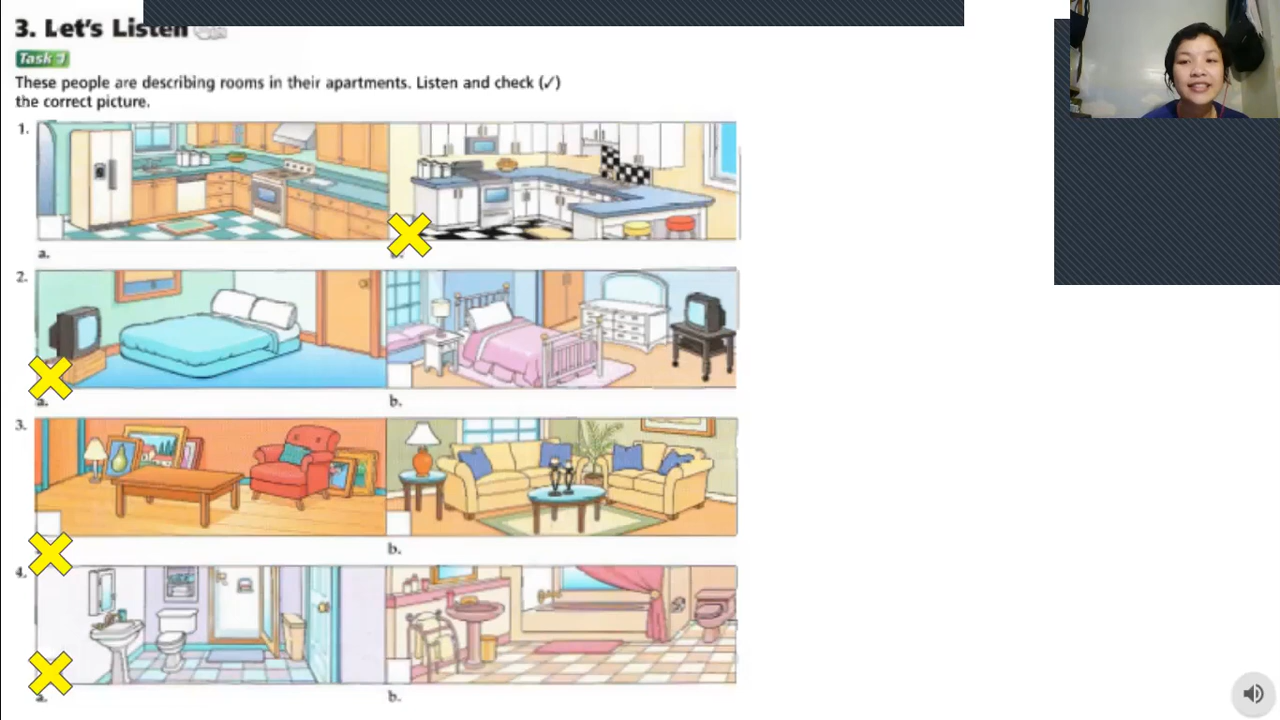 3. Let's Listen
Task 1
These people are describing rooms in their apartments. Listen and check (✓)
the correct picture.
1.
a.
2.
a.
b.
3.
b.
4.
a.
b.